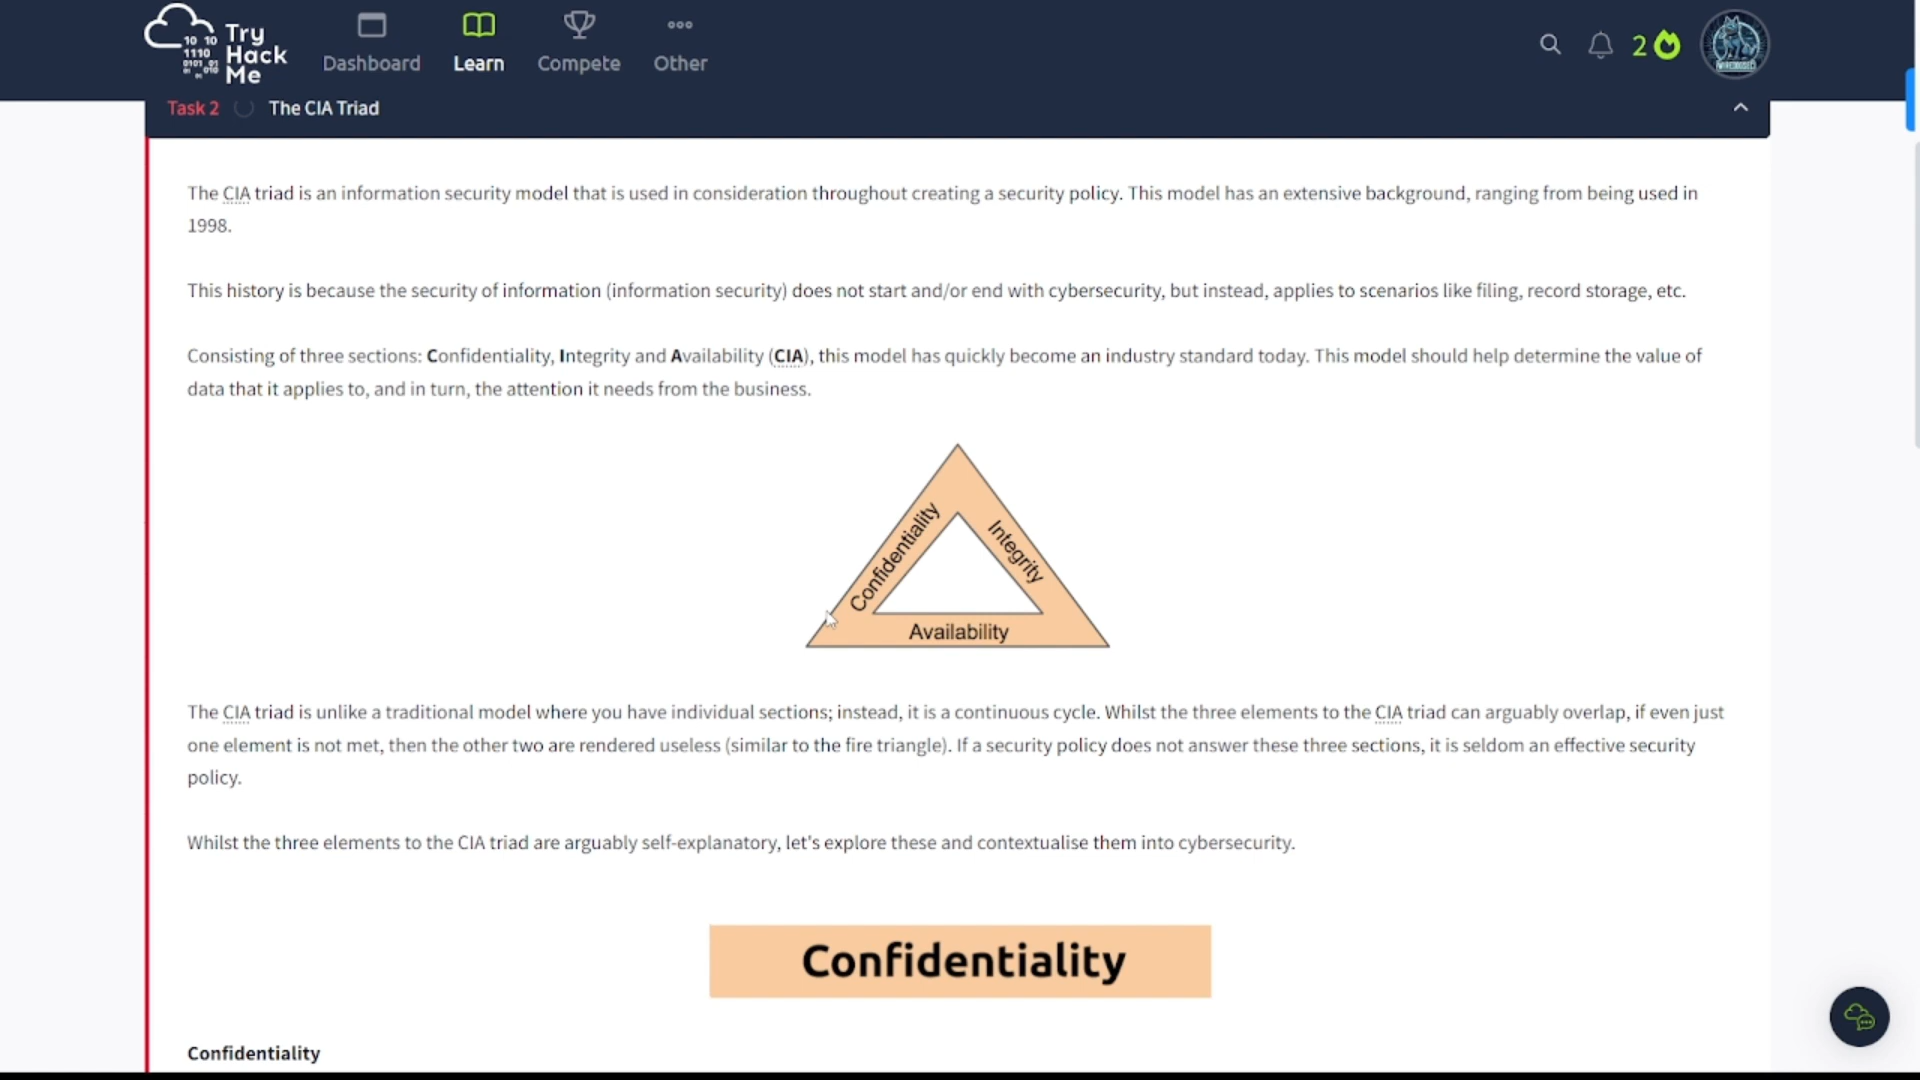 Try
Hack
Me
10 10
1110
0101 01
01 010
Dashboard
Learn
Compete
Other
2
Task 2
The CIA Triad
The CIA triad is an information security model that is used in consideration throughout creating a security policy. This model has an extensive background, ranging from being used in
1998.
This history is because the security of information (information security) does not start and/or end with cybersecurity, but instead, applies to scenarios like filing, record storage, etc.
Consisting of three sections: Confidentiality, Integrity and Availability (CIA), this model has quickly become an industry standard today. This model should help determine the value of
data that it applies to, and in turn, the attention it needs from the business.
Confidentiality
Integrity
Availability
The CIA triad is unlike a traditional model where you have individual sections; instead, it is a continuous cycle. Whilst the three elements to the CIA triad can arguably overlap, if even just
one element is not met, then the other two are rendered useless (similar to the fire triangle). If a security policy does not answer these three sections, it is seldom an effective security
policy.
Whilst the three elements to the CIA triad are arguably self-explanatory, let's explore these and contextualise them into cybersecurity.
Confidentiality
Confidentiality